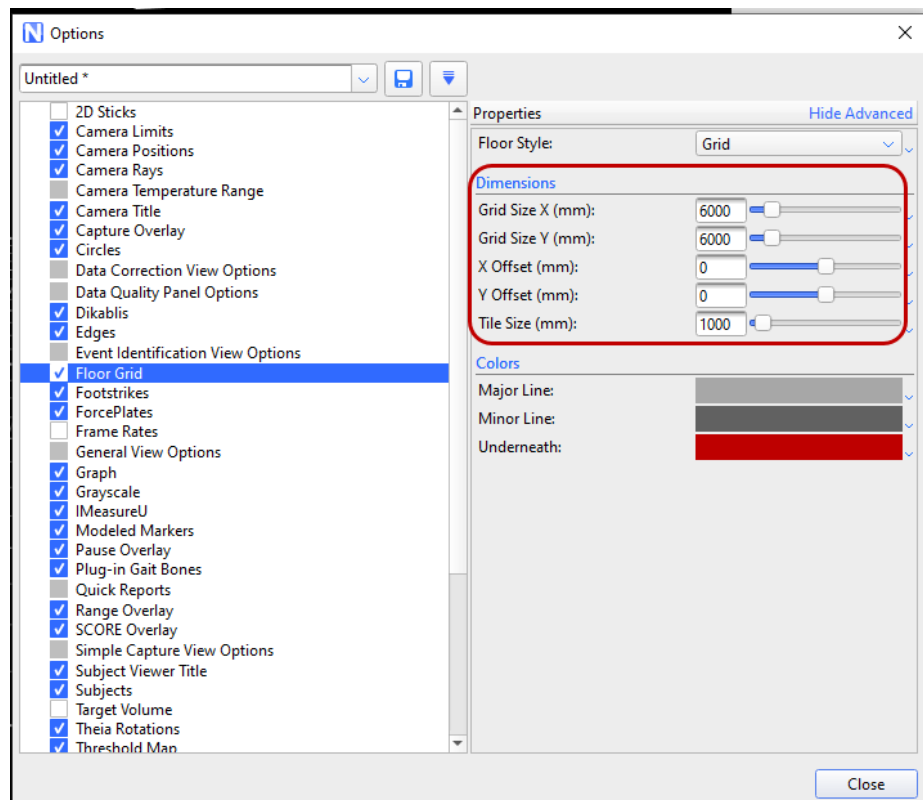 N Options
Untitled *
2D Sticks
Camera Limits
Camera Positions
Camera Rays
Camera Temperature Range
Camera Title
Capture Overlay
Circles
Data Correction View Options
Data Quality Panel Options
Dikablis
Edges
Event Identification View Options
Floor Grid
Footstrikes
ForcePlates
Frame Rates
General View Options
Graph
Grayscale
IMeasureU
Modeled Markers
Pause Overlay
Plug-in Gait Bones
Quick Reports
Range Overlay
SCORE Overlay
Simple Capture View Options
Subject Viewer Title
Subjects
Target Volume
Theia Rotations
Threshold Map
Properties Hide Advanced
Floor Style: Grid
Dimensions
Grid Size X (mm): 6000
Grid Size Y (mm): 6000
X Offset (mm): 0
Y Offset (mm): 0
Tile Size (mm): 1000
Colors
Major Line:
Minor Line:
Underneath:
Close